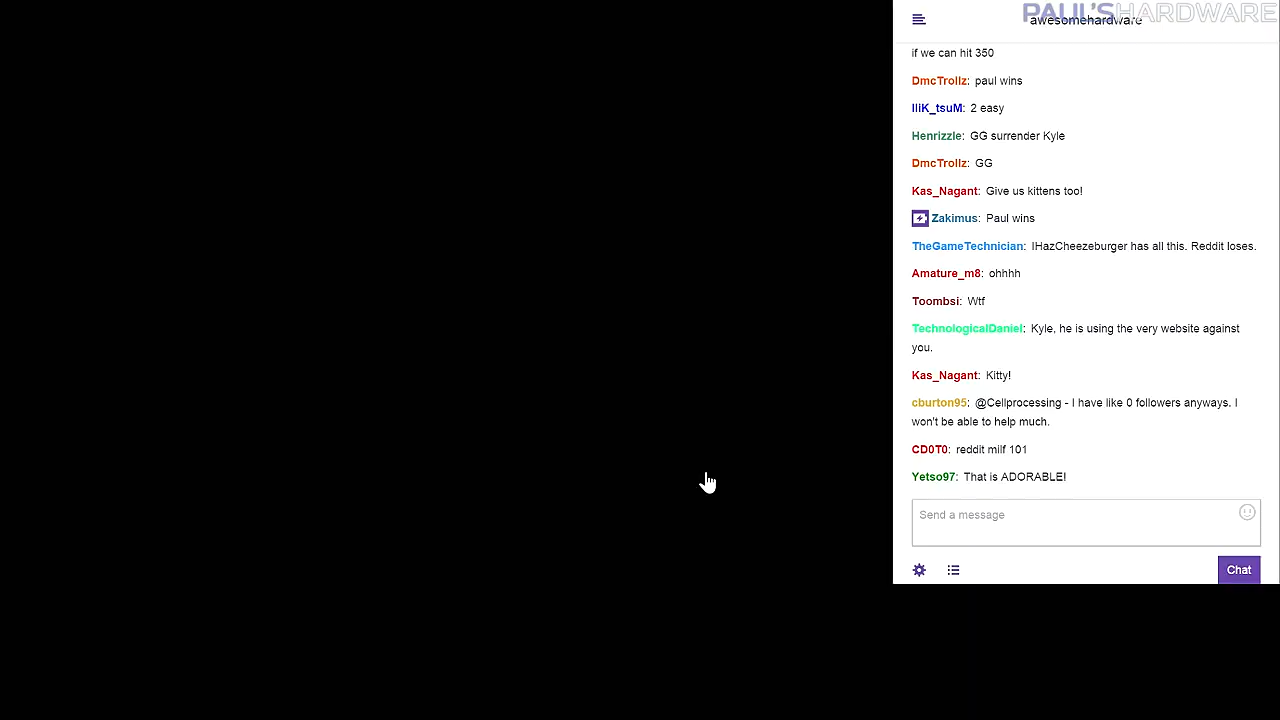 PAUL'SHARDWARE
awesomehardware
if we can hit 350
DmcTrollz: paul wins
IliK_tsuM: 2 easy
Henrizzle: GG surrender Kyle
DmcTrollz: GG
Kas_Nagant: Give us kittens too!
Zakimus: Paul wins
TheGameTechnician: IHazCheezeburger has all this. Reddit loses.
Amature_m8: ohhhh
Toombsi: Wtf
TechnologicalDaniel: Kyle, he is using the very website against
you.
Kas_Nagant: Kitty!
cburton95: @Cellprocessing - I have like 0 followers anyways. I
won't be able to help much.
CD0T0: reddit milf 101
Yetso97: That is ADORABLE!
Send a message
Chat